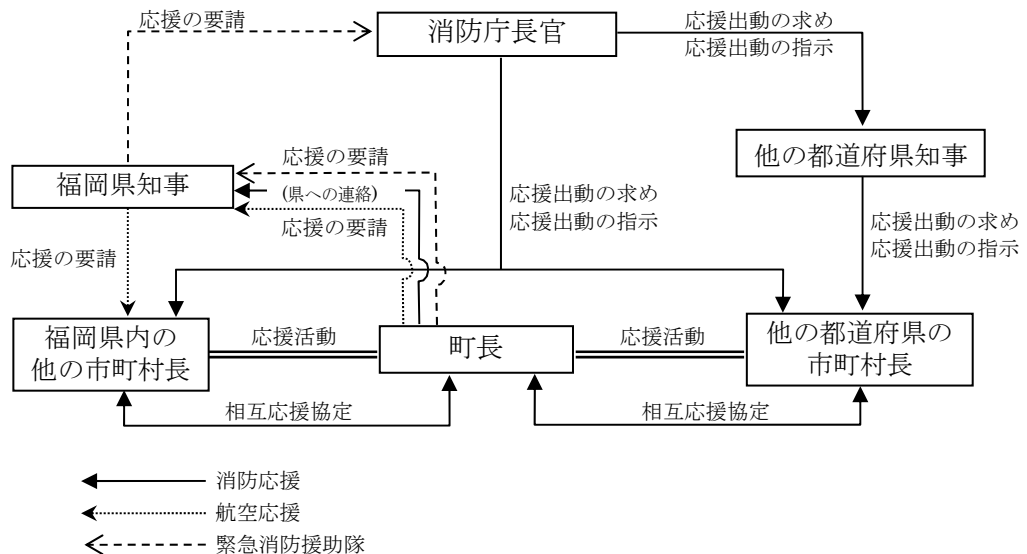 応援の要請
消防庁長官
応援出動の求め
応援出動の指示
他の都道府県知事
応援の要請
福岡県知事
(県への連絡)
応援の要請
応援出動の求め
応援出動の指示
応援出動の求め
応援出動の指示
応援の要請
福岡県内の
他の市町村長
応援活動
町長
応援活動
他の都道府県の
市町村長
相互応援協定
相互応援協定
消防応援
航空応援
緊急消防援助隊